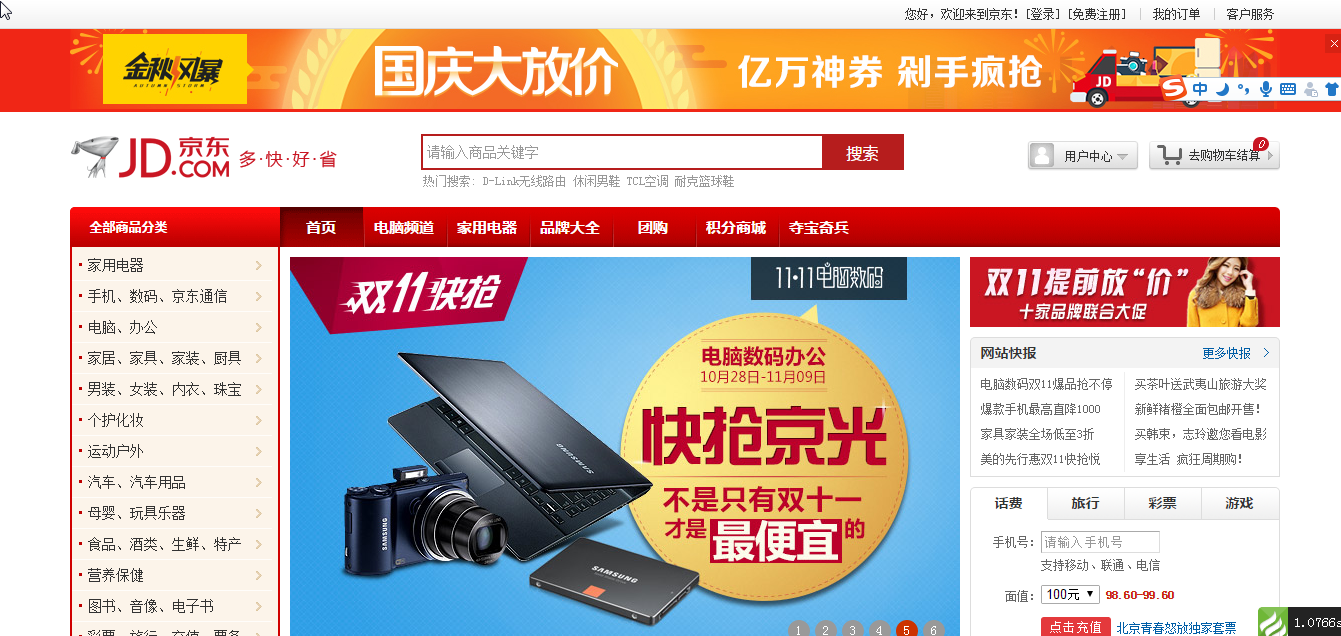 您好，欢迎来到京东！[登录] [免费注册] 我的订单 客户服务
金秋风暴
AUTUMN STORM
国庆大放价
亿万神券 剁手疯抢
JD
中
JD.COM 京东
多·快·好·省
请输入商品关键字
搜索
热门搜索: D-Link无线路由 休闲男鞋 TCL空调 耐克篮球鞋
用户中心
去购物车结算
0
全部商品分类
首页 电脑频道 家用电器 品牌大全 团购 积分商城 夺宝奇兵
家用电器
手机、数码、京东通信
电脑、办公
家居、家具、家装、厨具
男装、女装、内衣、珠宝
个护化妆
运动户外
汽车、汽车用品
母婴、玩具乐器
食品、酒类、生鲜、特产
营养保健
图书、音像、电子书
彩票、旅行、充值、票务
双11快抢
11·11电脑数码
电脑数码办公
10月28日-11月09日
快抢京光
不是只有双十一
才是最便宜的
SAMSUNG
SAMSUNG
SAMSUNG
1 2 3 4 5 6
双11提前放“价”
十家品牌联合大促
网站快报
更多快报
电脑数码双11爆品抢不停
爆款手机最高直降1000
家具家装全场低至3折
美的先行惠双11快抢悦
买茶叶送武夷山旅游大奖
新鲜褚橙全面包邮开售！
买韩束，志玲邀您看电影
享生活 疯狂周期购！
话费 旅行 彩票 游戏
手机号: 请输入手机号
支持移动、联通、电信
面值: 100元 98.60-99.60
点击充值 北京青春怒放独家套票
1.0766s